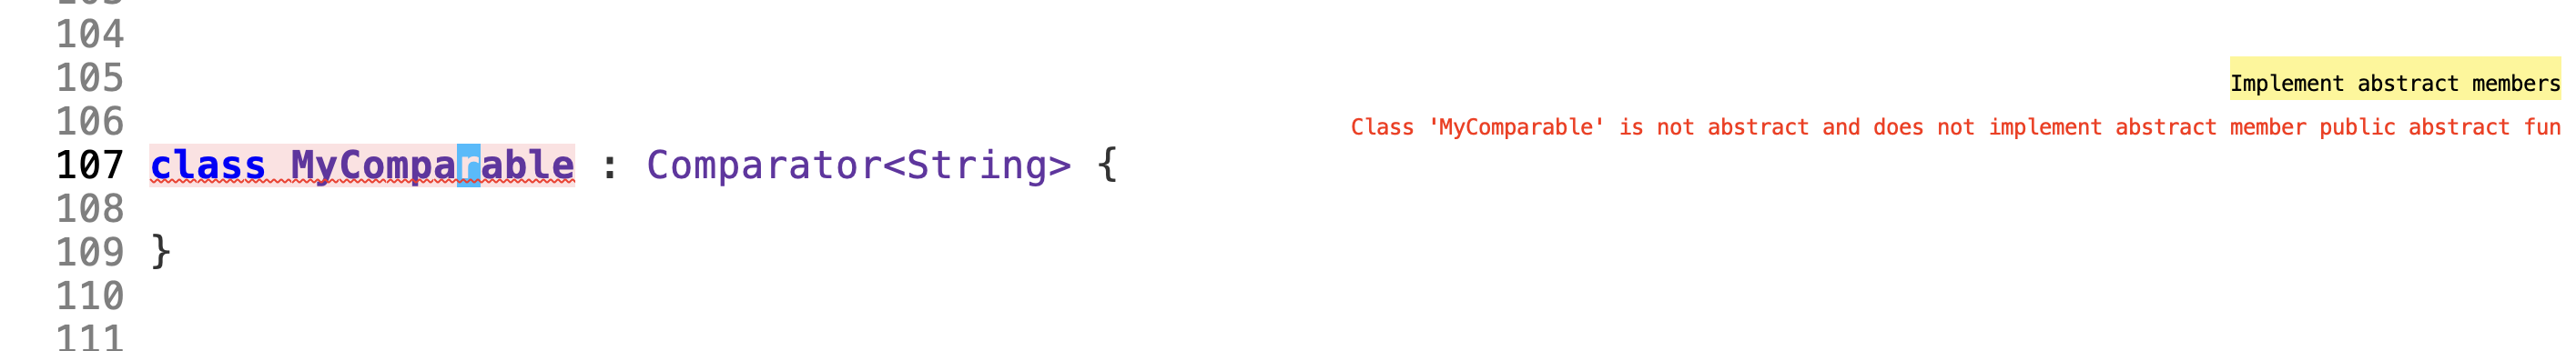 104
105 Implement abstract members
106 Class 'MyComparable' is not abstract and does not implement abstract member public abstract fun
107 class MyComparable : Comparator<String> {
108
109 }
110
111